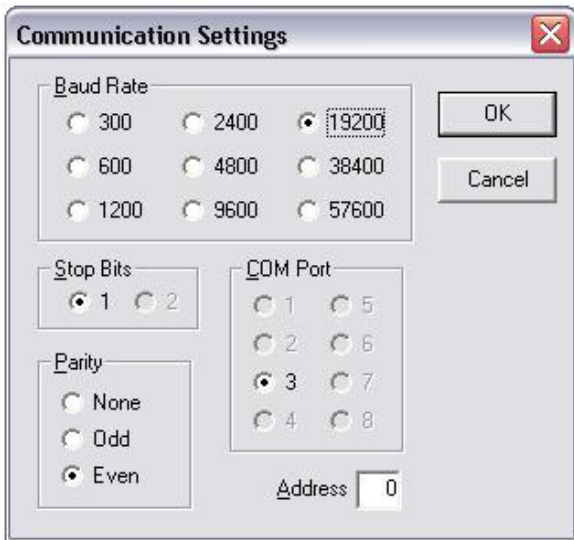 Communication Settings
Baud Rate
300 2400 19200
600 4800 38400
1200 9600 57600
OK
Cancel
Stop Bits
1 2
COM Port
1 5
2 6
3 7
4 8
Parity
None
Odd
Even
Address 0